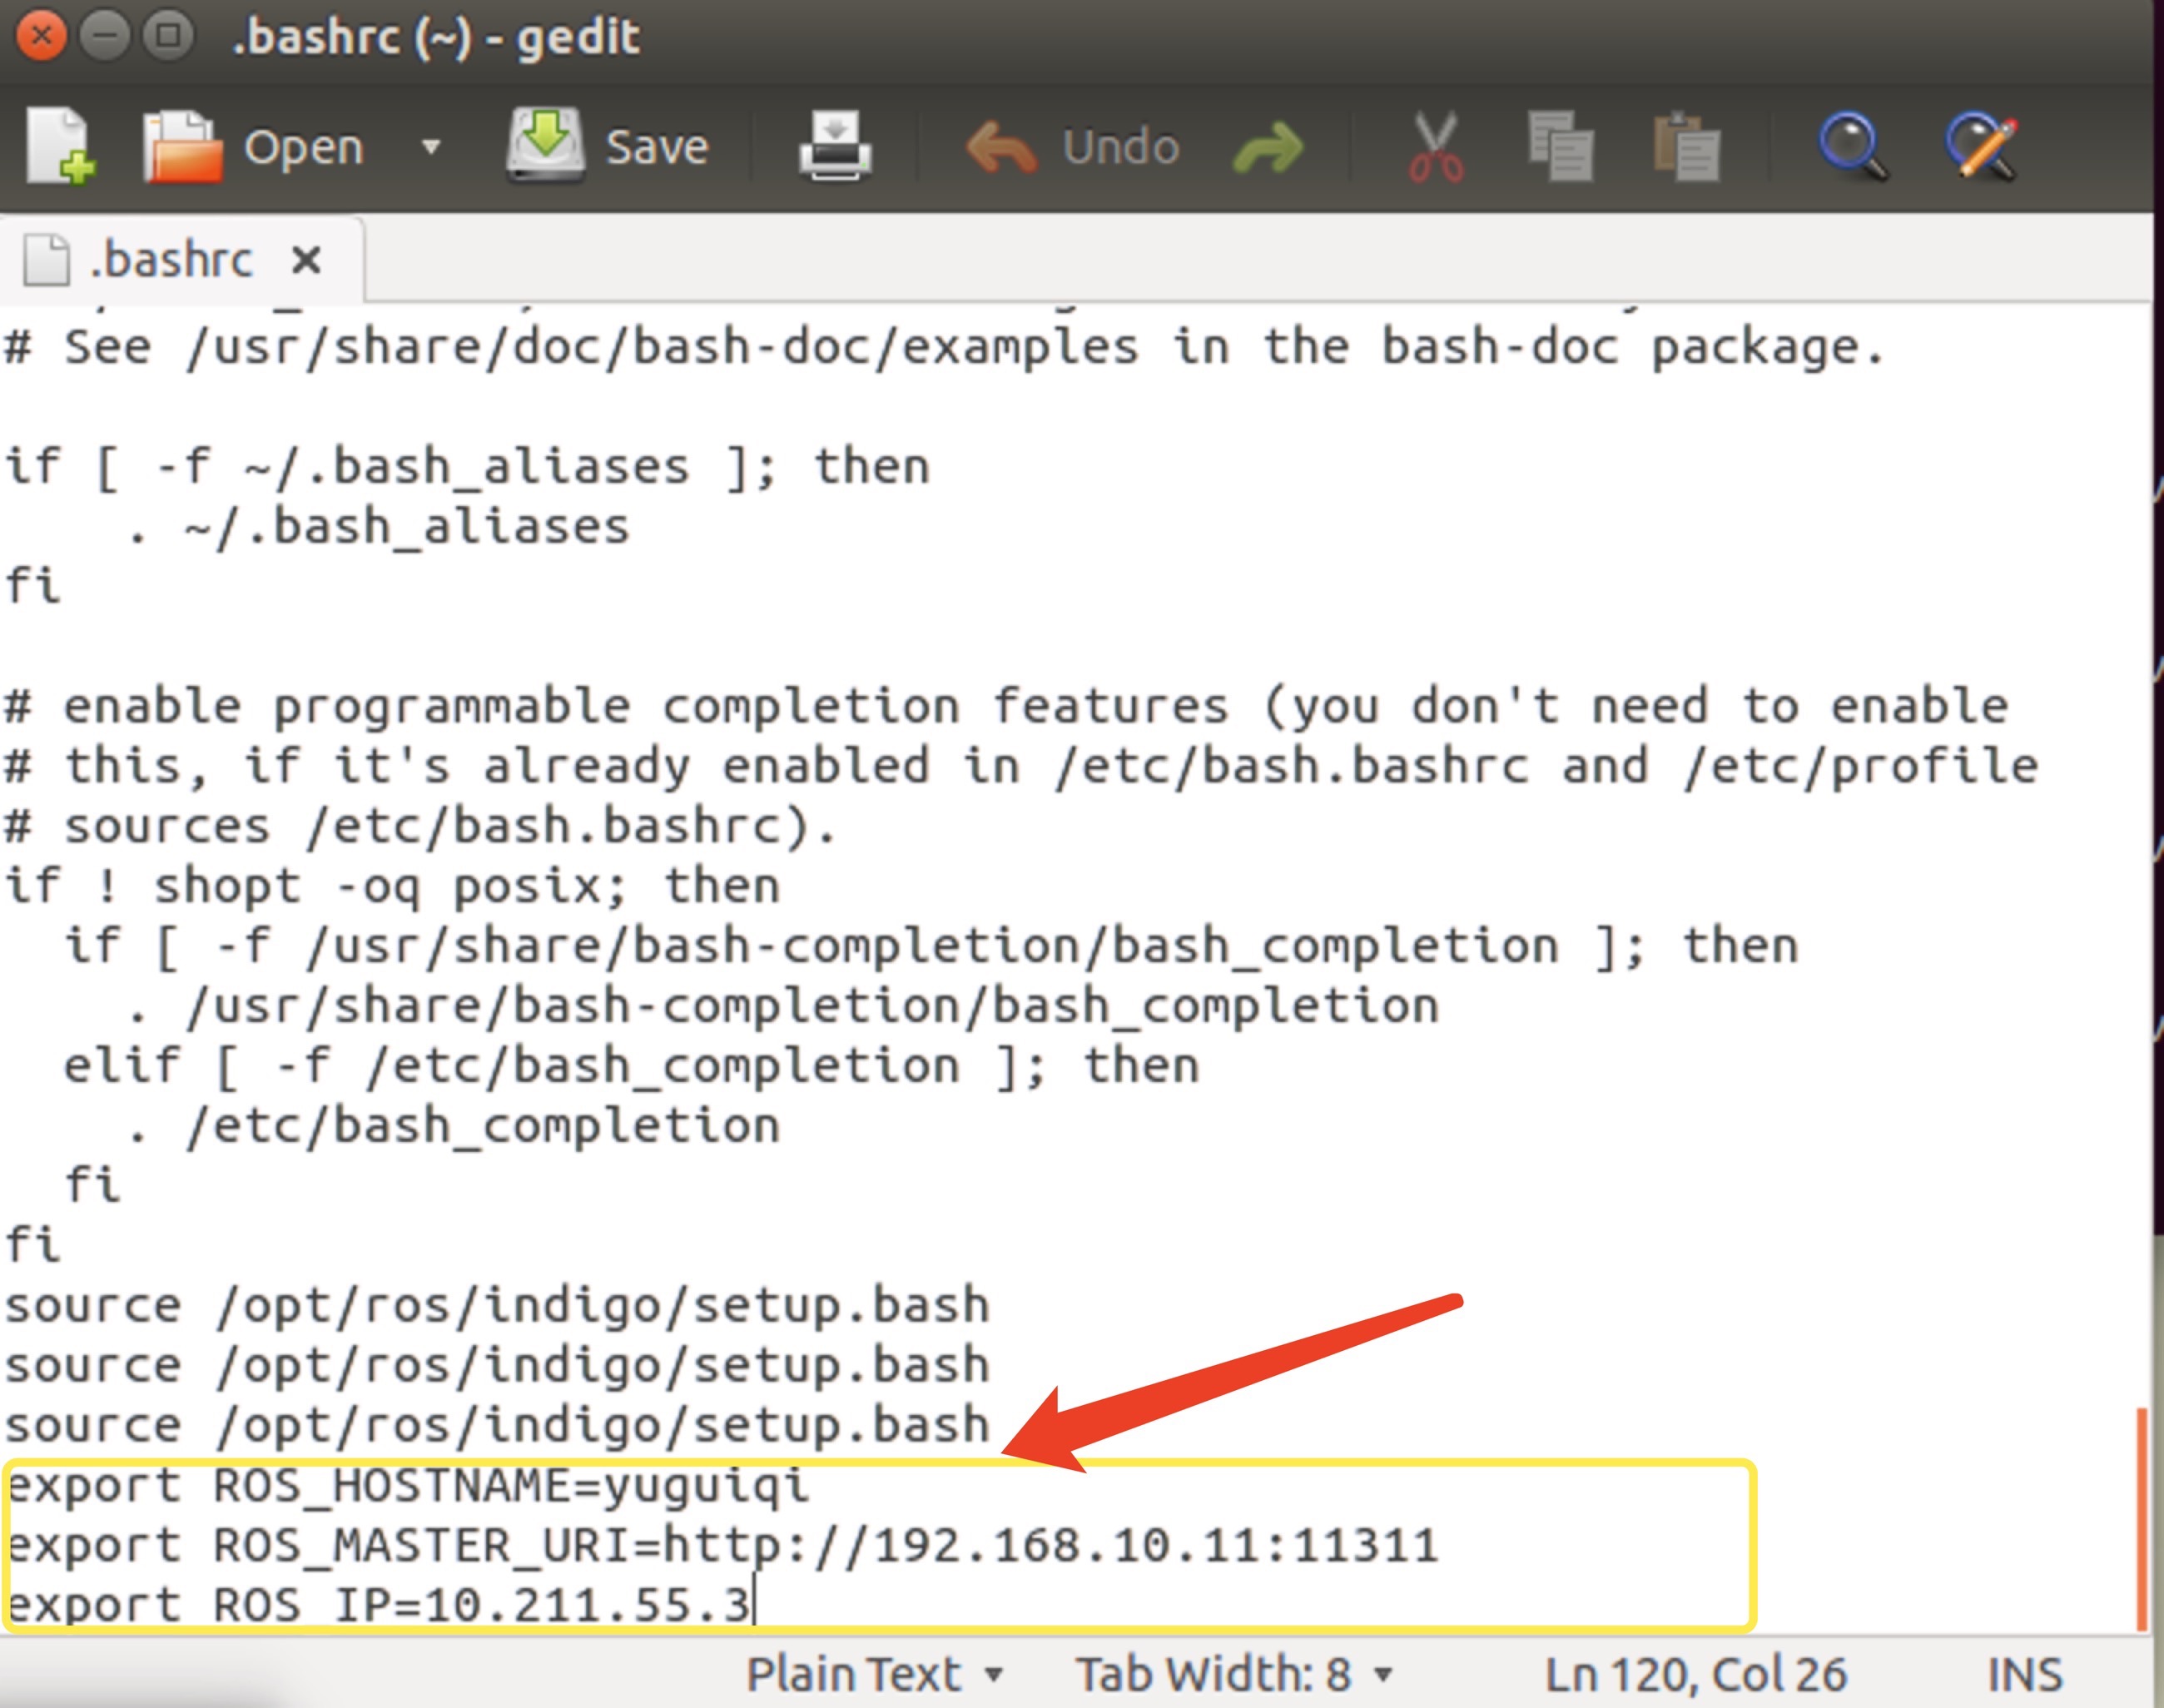 .bashrc (~) - gedit
Open Save Undo
.bashrc
# See /usr/share/doc/bash-doc/examples in the bash-doc package.
if [ -f ~/.bash_aliases ]; then
    . ~/.bash_aliases
fi
# enable programmable completion features (you don't need to enable
# this, if it's already enabled in /etc/bash.bashrc and /etc/profile
# sources /etc/bash.bashrc).
if ! shopt -oq posix; then
  if [ -f /usr/share/bash-completion/bash_completion ]; then
    . /usr/share/bash-completion/bash_completion
  elif [ -f /etc/bash_completion ]; then
    . /etc/bash_completion
  fi
fi
source /opt/ros/indigo/setup.bash
source /opt/ros/indigo/setup.bash
source /opt/ros/indigo/setup.bash
export ROS_HOSTNAME=yuguiqi
export ROS_MASTER_URI=http://192.168.10.11:11311
export ROS_IP=10.211.55.3
Plain Text Tab Width: 8 Ln 120, Col 26 INS